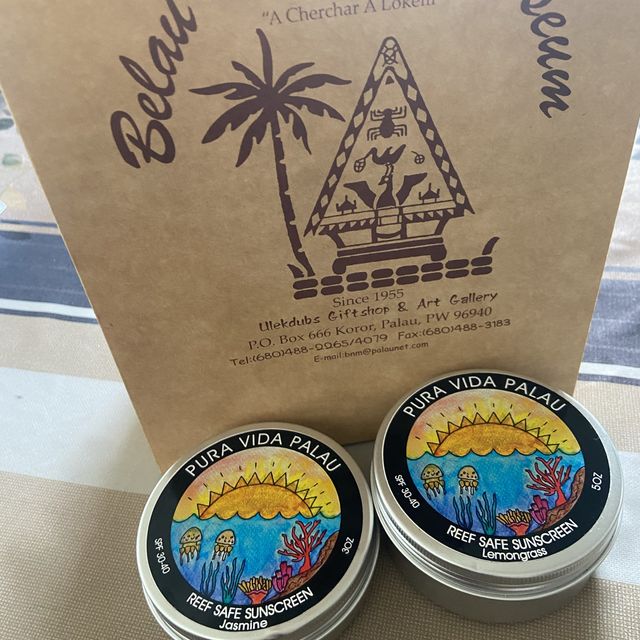 "A Cherchar A Lokelii"
Belau
seum
Since 1955
Ulekdubs Giftshop & Art Gallery
P.O. Box 666 Koror, Palau, PW 96940
Tel:(680)488-2265/4079 Fax:(680)488-3183
E-mail:bnm@palaunet.com
PURA VIDA PALAU
SPF 30-40
3OZ
REEF SAFE SUNSCREEN
Jasmine
PURA VIDA PALAU
SPF 30-40
5OZ
REEF SAFE SUNSCREEN
Lemongrass